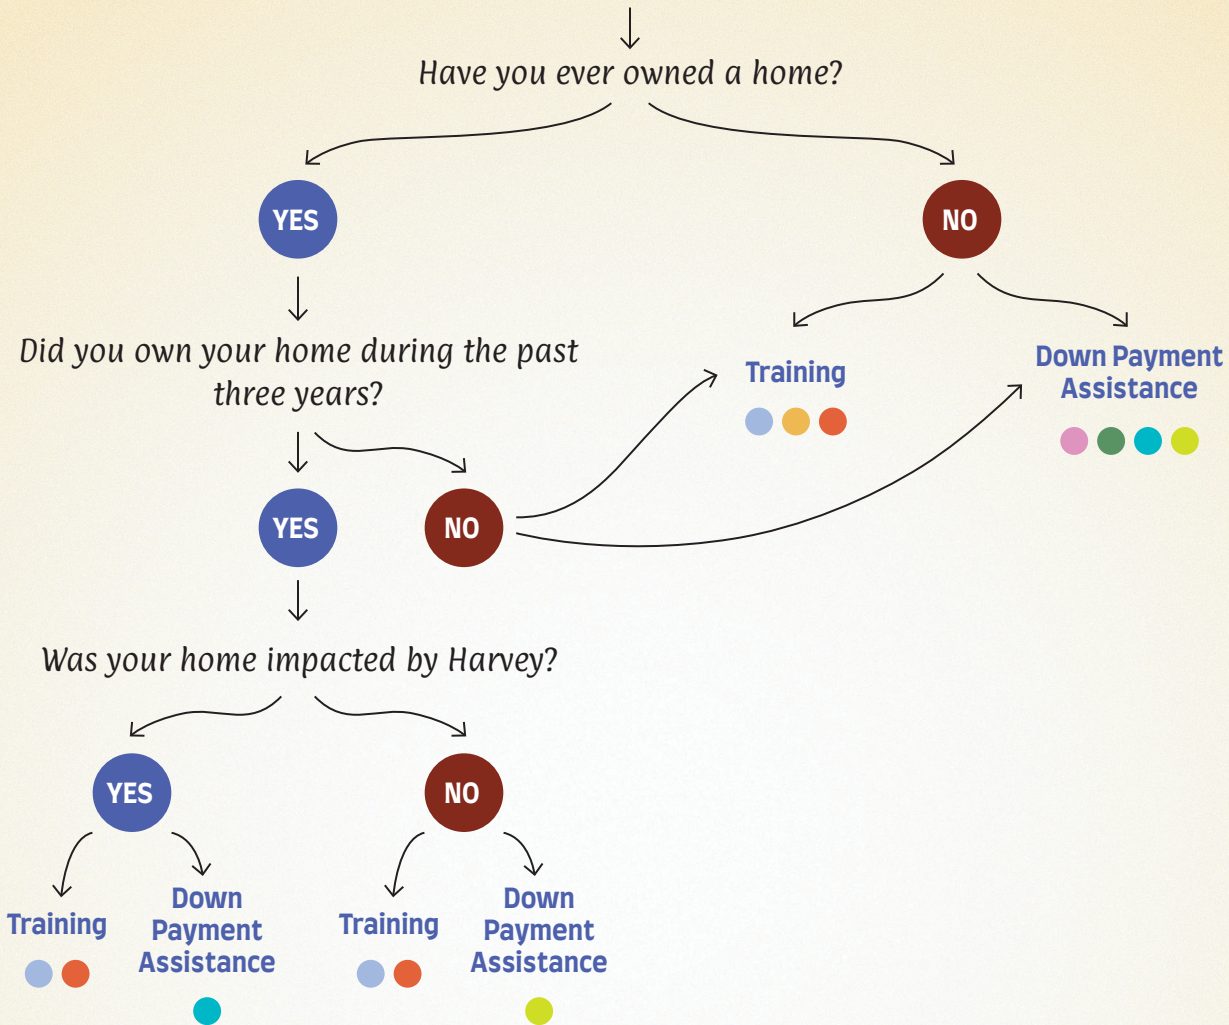 Have you ever owned a home?
YES
NO
Did you own your home during the past
three years?
Training
Down Payment
Assistance
YES
NO
Was your home impacted by Harvey?
YES
NO
Training
Down
Payment
Assistance
Training
Down
Payment
Assistance